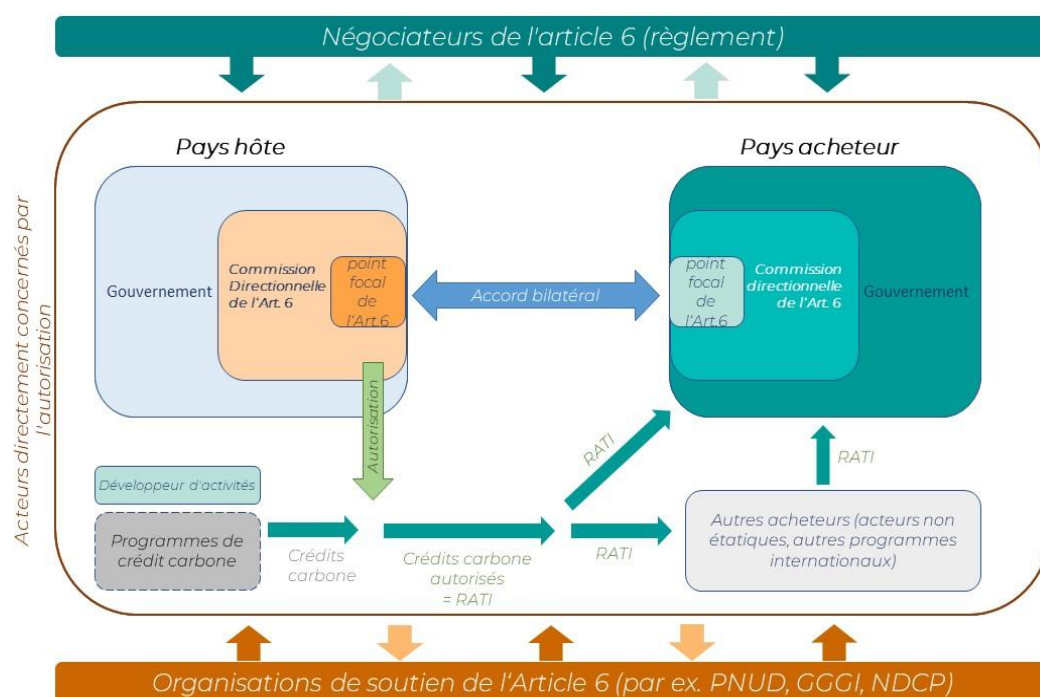 Négociateurs de l'article 6 (règlement)
Acteurs directement concernés par
l'autorisation
Pays hôte
Pays acheteur
Gouvernement
Commission
Directionnelle
de l'Art. 6
point
focal
de
l'Art.6
Accord bilatéral
point
focal
de
l'Art.6
Commission
directionnelle
de l'Art. 6
Gouvernement
Autorisation
RATI
RATI
Développeur d'activités
Programmes de
crédit carbone
Crédits
carbone
Crédits carbone
autorisés
= RATI
RATI
Autres acheteurs (acteurs non
étatiques, autres programmes
internationaux)
Organisations de soutien de l'Article 6 (par ex. PNUD, GGGI, NDCP)